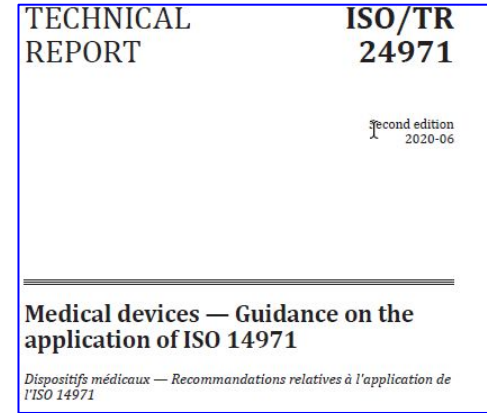 TECHNICAL
REPORT
ISO/TR
24971
Second edition
2020-06
Medical devices — Guidance on the
application of ISO 14971
Dispositifs médicaux — Recommandations relatives à l'application de
l'ISO 14971